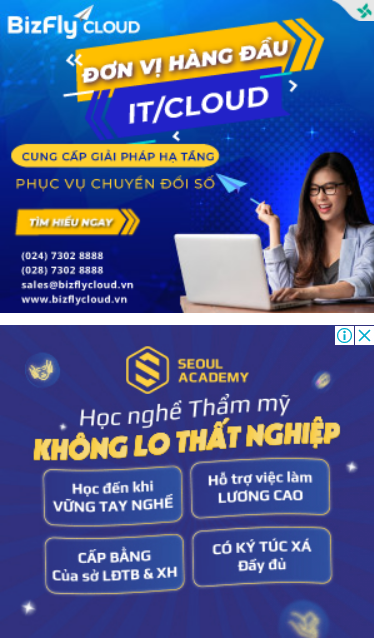 BizFly CLOUD
ĐƠN VỊ HÀNG ĐẦU
IT/CLOUD
CUNG CẤP GIẢI PHÁP HẠ TẦNG
PHỤC VỤ CHUYỂN ĐỔI SỐ
TÌM HIỂU NGAY
(024) 7302 8888
(028) 7302 8888
sales@bizflycloud.vn
www.bizflycloud.vn
SEOUL
ACADEMY
Học nghề Thẩm mỹ
KHÔNG LO THẤT NGHIỆP
Học đến khi
VỮNG TAY NGHỀ
Hỗ trợ việc làm
LƯƠNG CAO
CẤP BẰNG
Của sở LĐTB & XH
CÓ KÝ TÚC XÁ
Đầy đủ